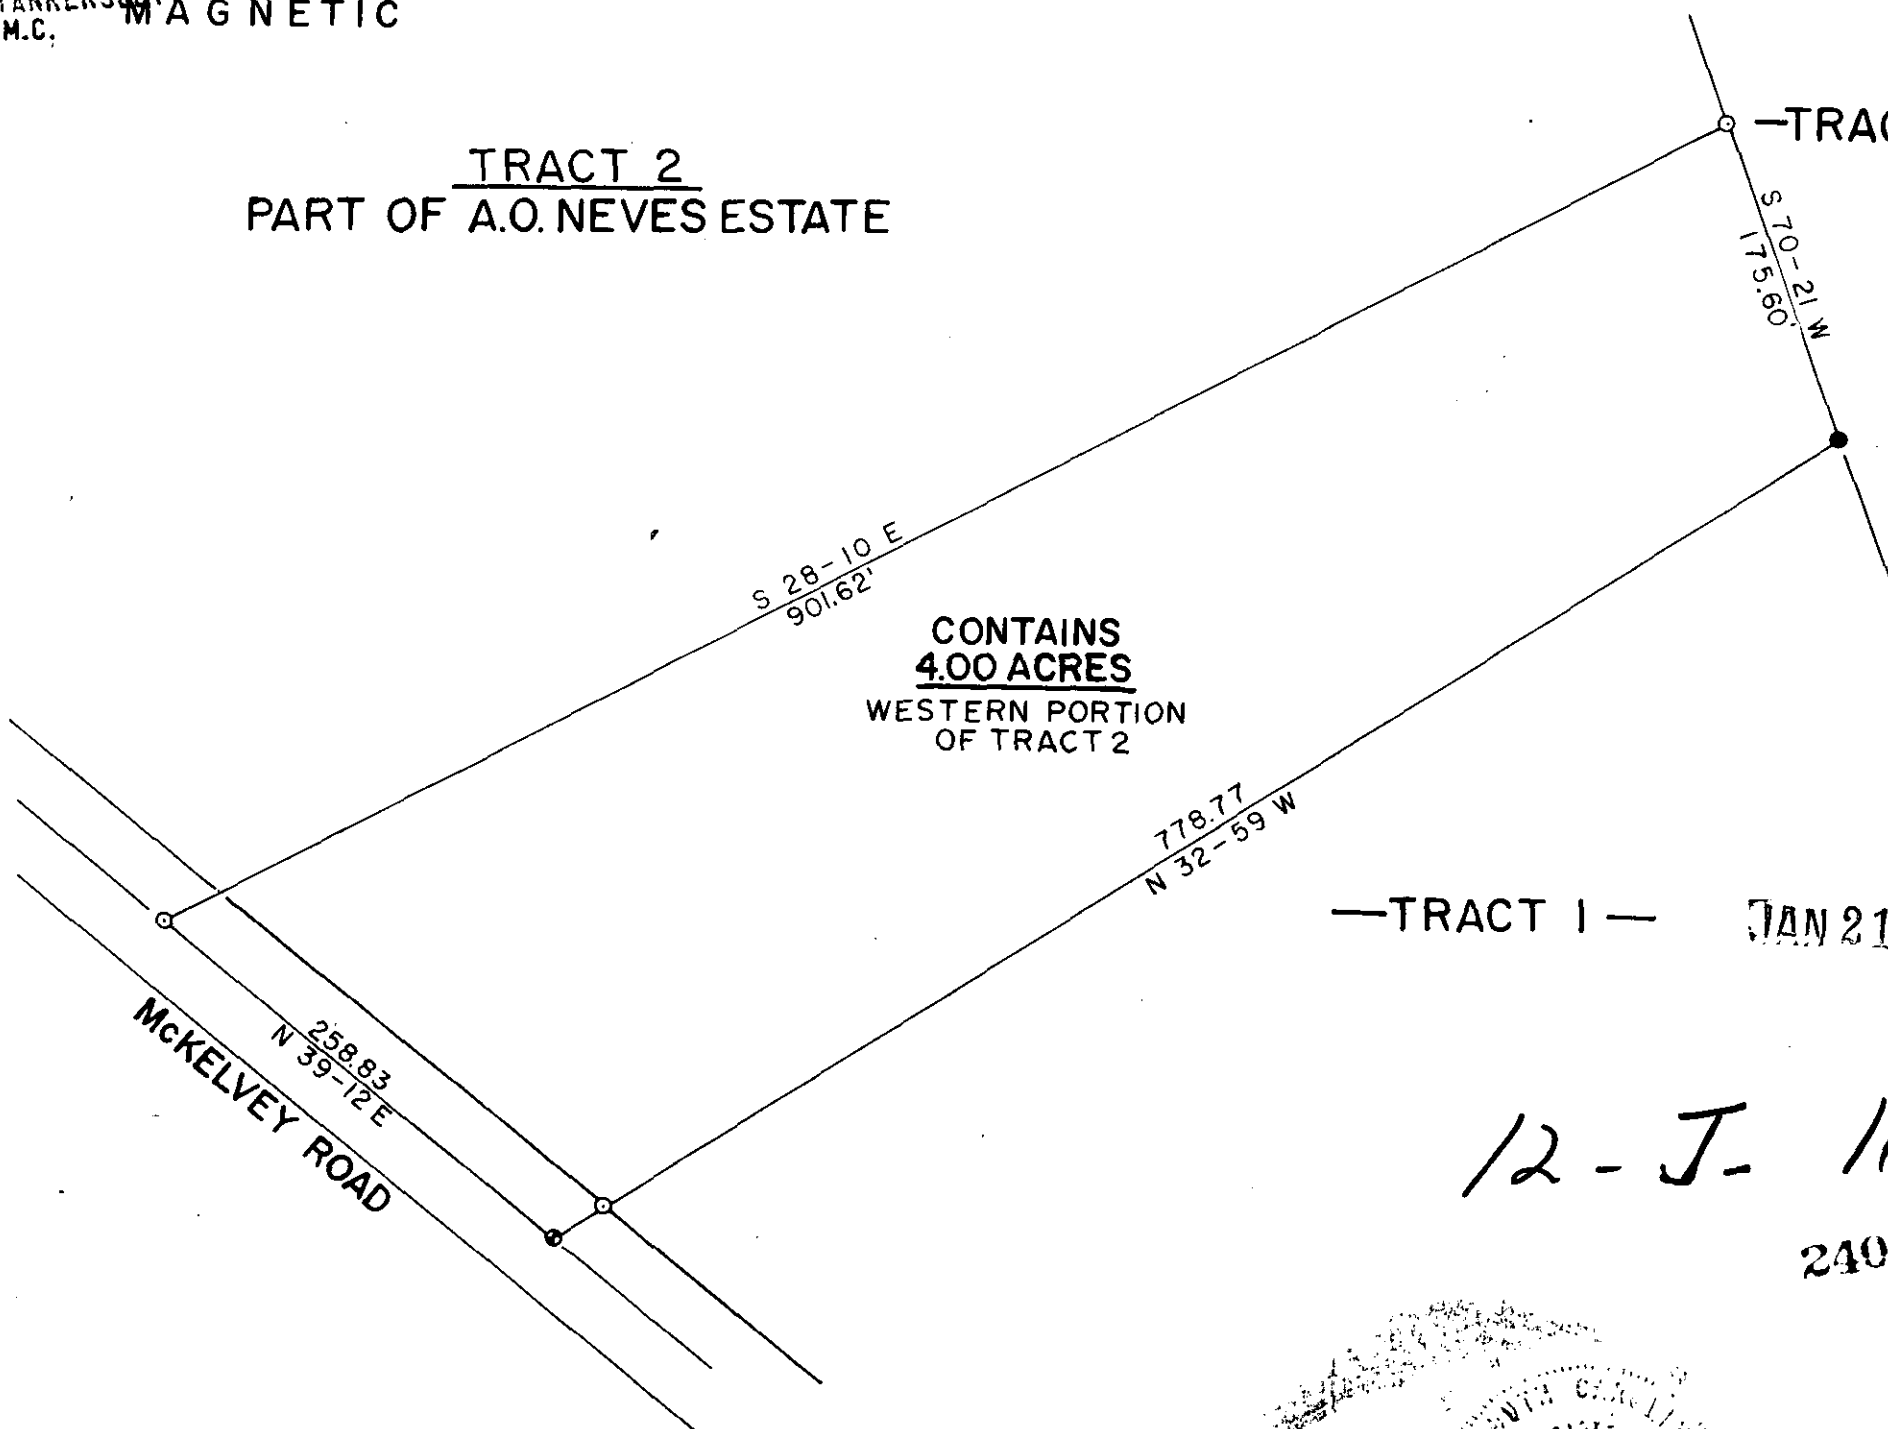 MAGNETIC
M.C.
TRACT 2
PART OF A.O. NEVES ESTATE
S 70-21 W
175.60'
S 28-10 E
901.62'
CONTAINS
4.00 ACRES
WESTERN PORTION
OF TRACT 2
778.77
N 32-59 W
—TRACT 1—
JAN 21
258.83
N 39-12 E
McKELVEY ROAD
12-J-
240